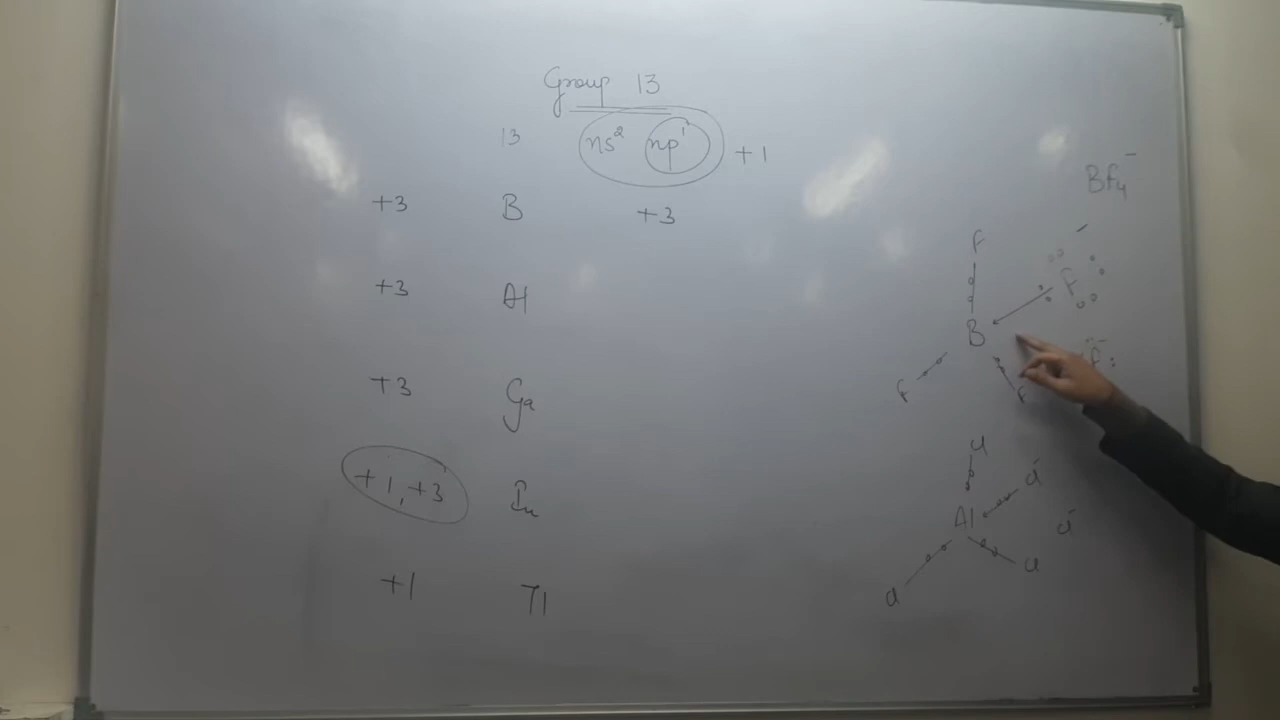 Group 13
13 ns² np¹ +1
+3 B +3
+3 Al
+3 Ga
+1, +3 In
+1 Tl
BF₄⁻
F
F⁻
B
F F
F
Cl
Cl⁻
Al
Cl⁻
Cl Cl